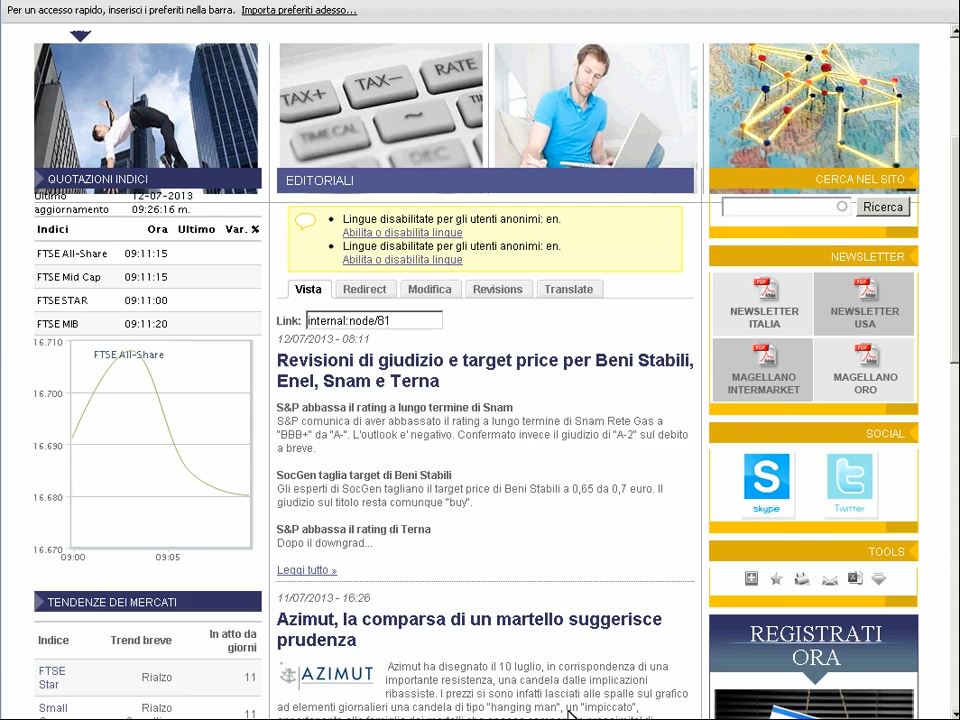 Per un accesso rapido, inserisci i preferiti nella barra. Importa preferiti adesso...
TAX+
TAX−
RATE
TIME CAL
DEC
QUOTAZIONI INDICI
EDITORIALI
CERCA NEL SITO
Ultimo aggiornamento 12-07-2013 09:26:16 m.
Indici Ora Ultimo Var. %
FTSE All-Share 09:11:15
FTSE Mid Cap 09:11:15
FTSE STAR 09:11:00
FTSE MIB 09:11:20
FTSE All-Share
16.710
16.700
16.690
16.680
16.670
09:00 09:05
TENDENZE DEI MERCATI
Indice Trend breve In atto da giorni
FTSE Star Rialzo 11
Small Rialzo 11
Lingue disabilitate per gli utenti anonimi: en.
Abilita o disabilita lingue
Lingue disabilitate per gli utenti anonimi: en.
Abilita o disabilita lingue
Vista Redirect Modifica Revisions Translate
Link: internal:node/81
12/07/2013 - 08:11
Revisioni di giudizio e target price per Beni Stabili,
Enel, Snam e Terna
S&P abbassa il rating a lungo termine di Snam
S&P comunica di aver abbassato il rating a lungo termine di Snam Rete Gas a
"BBB+" da "A-". L'outlook e' negativo. Confermato invece il giudizio di "A-2" sul debito
a breve.
SocGen taglia target di Beni Stabili
Gli esperti di SocGen tagliano il target price di Beni Stabili a 0,65 da 0,7 euro. Il
giudizio sul titolo resta comunque "buy".
S&P abbassa il rating di Terna
Dopo il downgrad...
Leggi tutto »
11/07/2013 - 16:26
Azimut, la comparsa di un martello suggerisce
prudenza
AZIMUT
Azimut ha disegnato il 10 luglio, in corrispondenza di una
importante resistenza, una candela dalle implicazioni
ribassiste. I prezzi si sono infatti lasciati alle spalle sul grafico
ad elementi giornalieri una candela di tipo "hanging man", un "impiccato",
Ricerca
NEWSLETTER
NEWSLETTER ITALIA
NEWSLETTER USA
MAGELLANO INTERMARKET
MAGELLANO ORO
SOCIAL
skype
Twitter
TOOLS
REGISTRATI
ORA